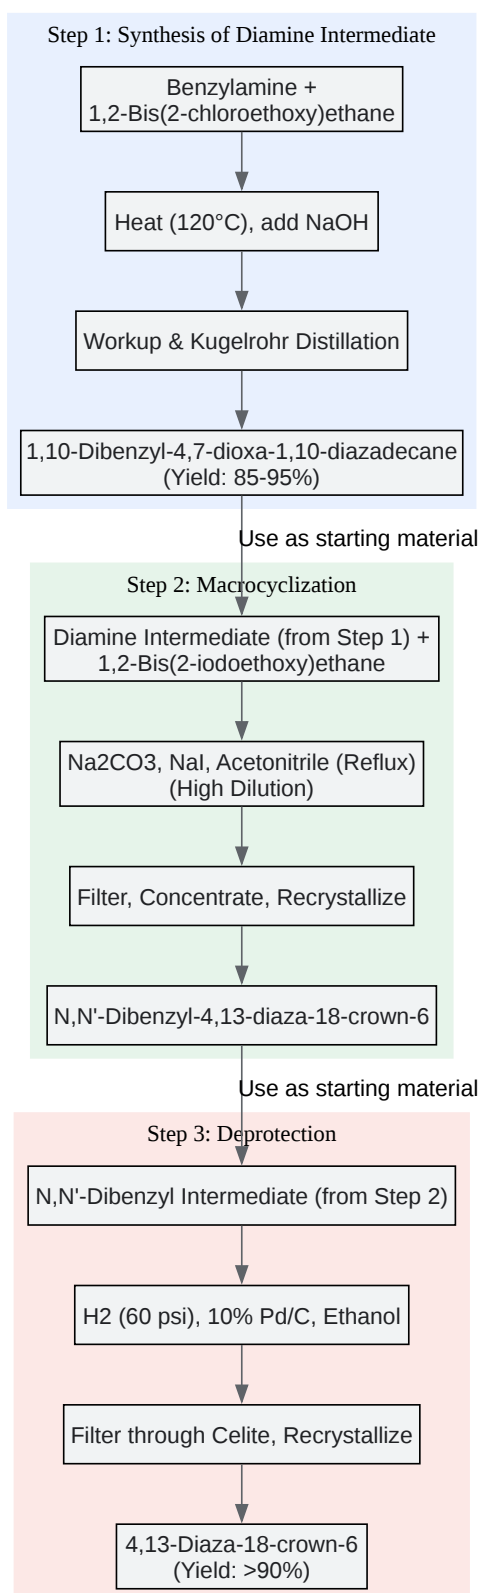 Step 1: Synthesis of Diamine Intermediate
Benzylamine +
1,2-Bis(2-chloroethoxy)ethane
Heat (120°C), add NaOH
Workup & Kugelrohr Distillation
1,10-Dibenzyl-4,7-dioxa-1,10-diazadecane
(Yield: 85-95%)
Use as starting material
Step 2: Macrocyclization
Diamine Intermediate (from Step 1) +
1,2-Bis(2-iodoethoxy)ethane
Na2CO3, NaI, Acetonitrile (Reflux)
(High Dilution)
Filter, Concentrate, Recrystallize
N,N'-Dibenzyl-4,13-diaza-18-crown-6
Use as starting material
Step 3: Deprotection
N,N'-Dibenzyl Intermediate (from Step 2)
H2 (60 psi), 10% Pd/C, Ethanol
Filter through Celite, Recrystallize
4,13-Diaza-18-crown-6
(Yield: >90%)